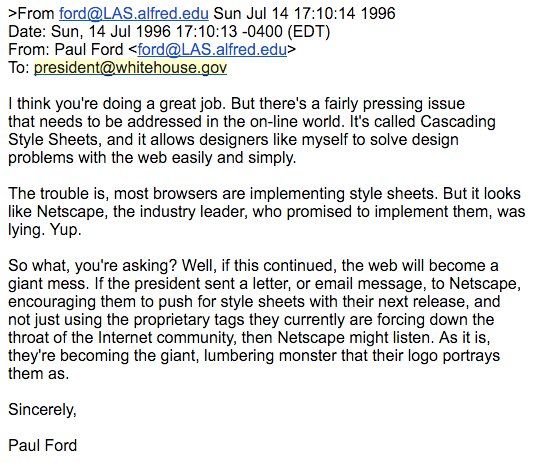 >From ford@LAS.alfred.edu Sun Jul 14 17:10:14 1996
Date: Sun, 14 Jul 1996 17:10:13 -0400 (EDT)
From: Paul Ford <ford@LAS.alfred.edu>
To: president@whitehouse.gov
I think you're doing a great job. But there's a fairly pressing issue
that needs to be addressed in the on-line world. It's called Cascading
Style Sheets, and it allows designers like myself to solve design
problems with the web easily and simply.
The trouble is, most browsers are implementing style sheets. But it looks
like Netscape, the industry leader, who promised to implement them, was
lying. Yup.
So what, you're asking? Well, if this continued, the web will become a
giant mess. If the president sent a letter, or email message, to Netscape,
encouraging them to push for style sheets with their next release, and
not just using the proprietary tags they currently are forcing down the
throat of the Internet community, then Netscape might listen. As it is,
they're becoming the giant, lumbering monster that their logo portrays
them as.
Sincerely,
Paul Ford